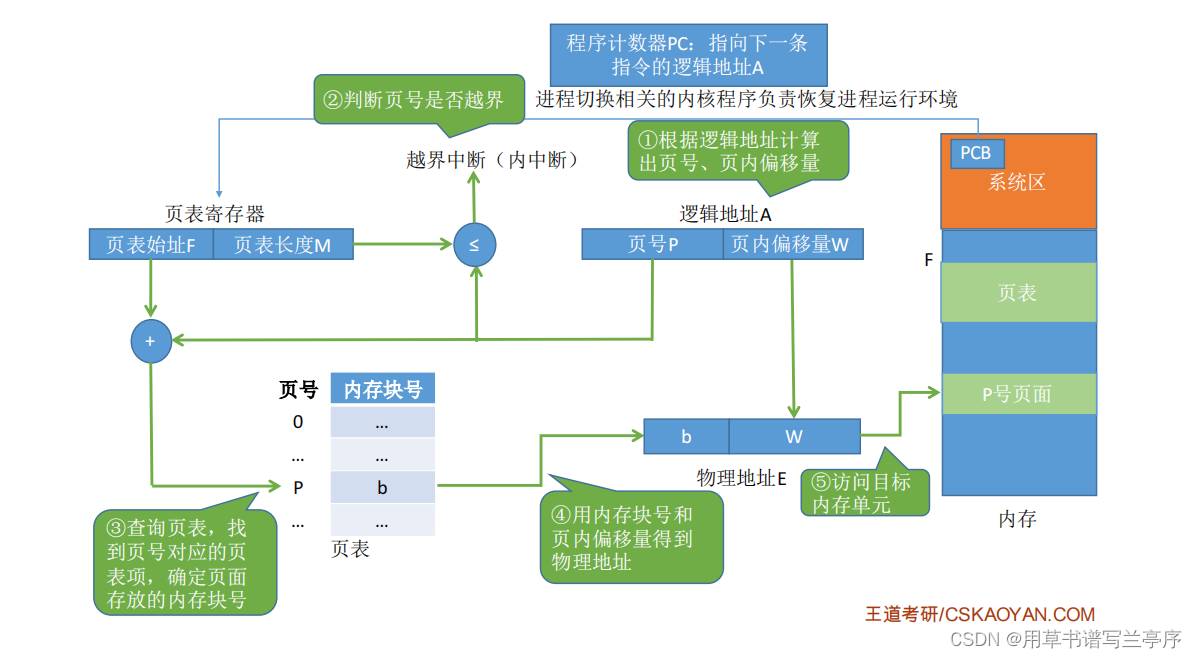 程序计数器PC：指向下一条
指令的逻辑地址A
②判断页号是否越界
进程切换相关的内核程序负责恢复进程运行环境
①根据逻辑地址计算
出页号、页内偏移量
PCB
系统区
越界中断（内中断）
页表寄存器
逻辑地址A
页表始址F
页表长度M
≤
页号P
页内偏移量W
F
页表
+
页号
内存块号
P号页面
0
...
b
W
...
...
物理地址E
P
b
⑤访问目标
内存单元
...
...
④用内存块号和
页内偏移量得到
物理地址
内存
③查询页表，找
到页号对应的页
表项，确定页面
存放的内存块号
页表
王道考研/CSKAOYAN.COM
CSDN @用草书谱写兰亭序